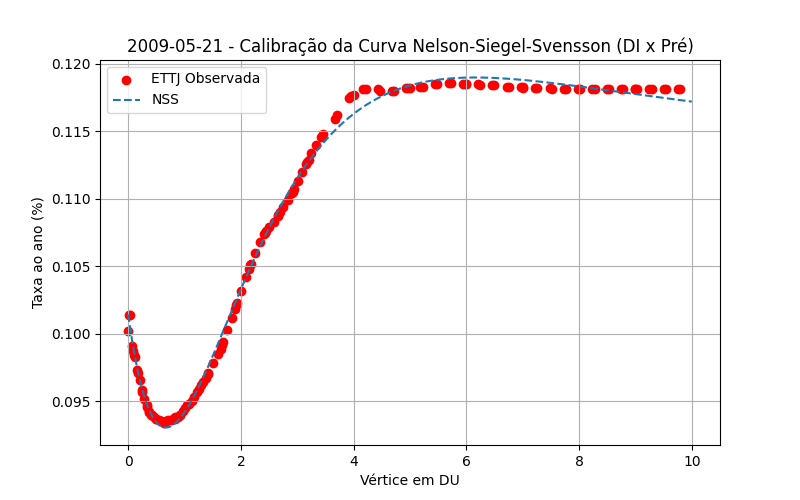 2009-05-21 - Calibração da Curva Nelson-Siegel-Svensson (DI x Pré)
ETTJ Observada
NSS
Taxa ao ano (%)
0.120
0.115
0.110
0.105
0.100
0.095
0 2 4 6 8 10
Vértice em DU